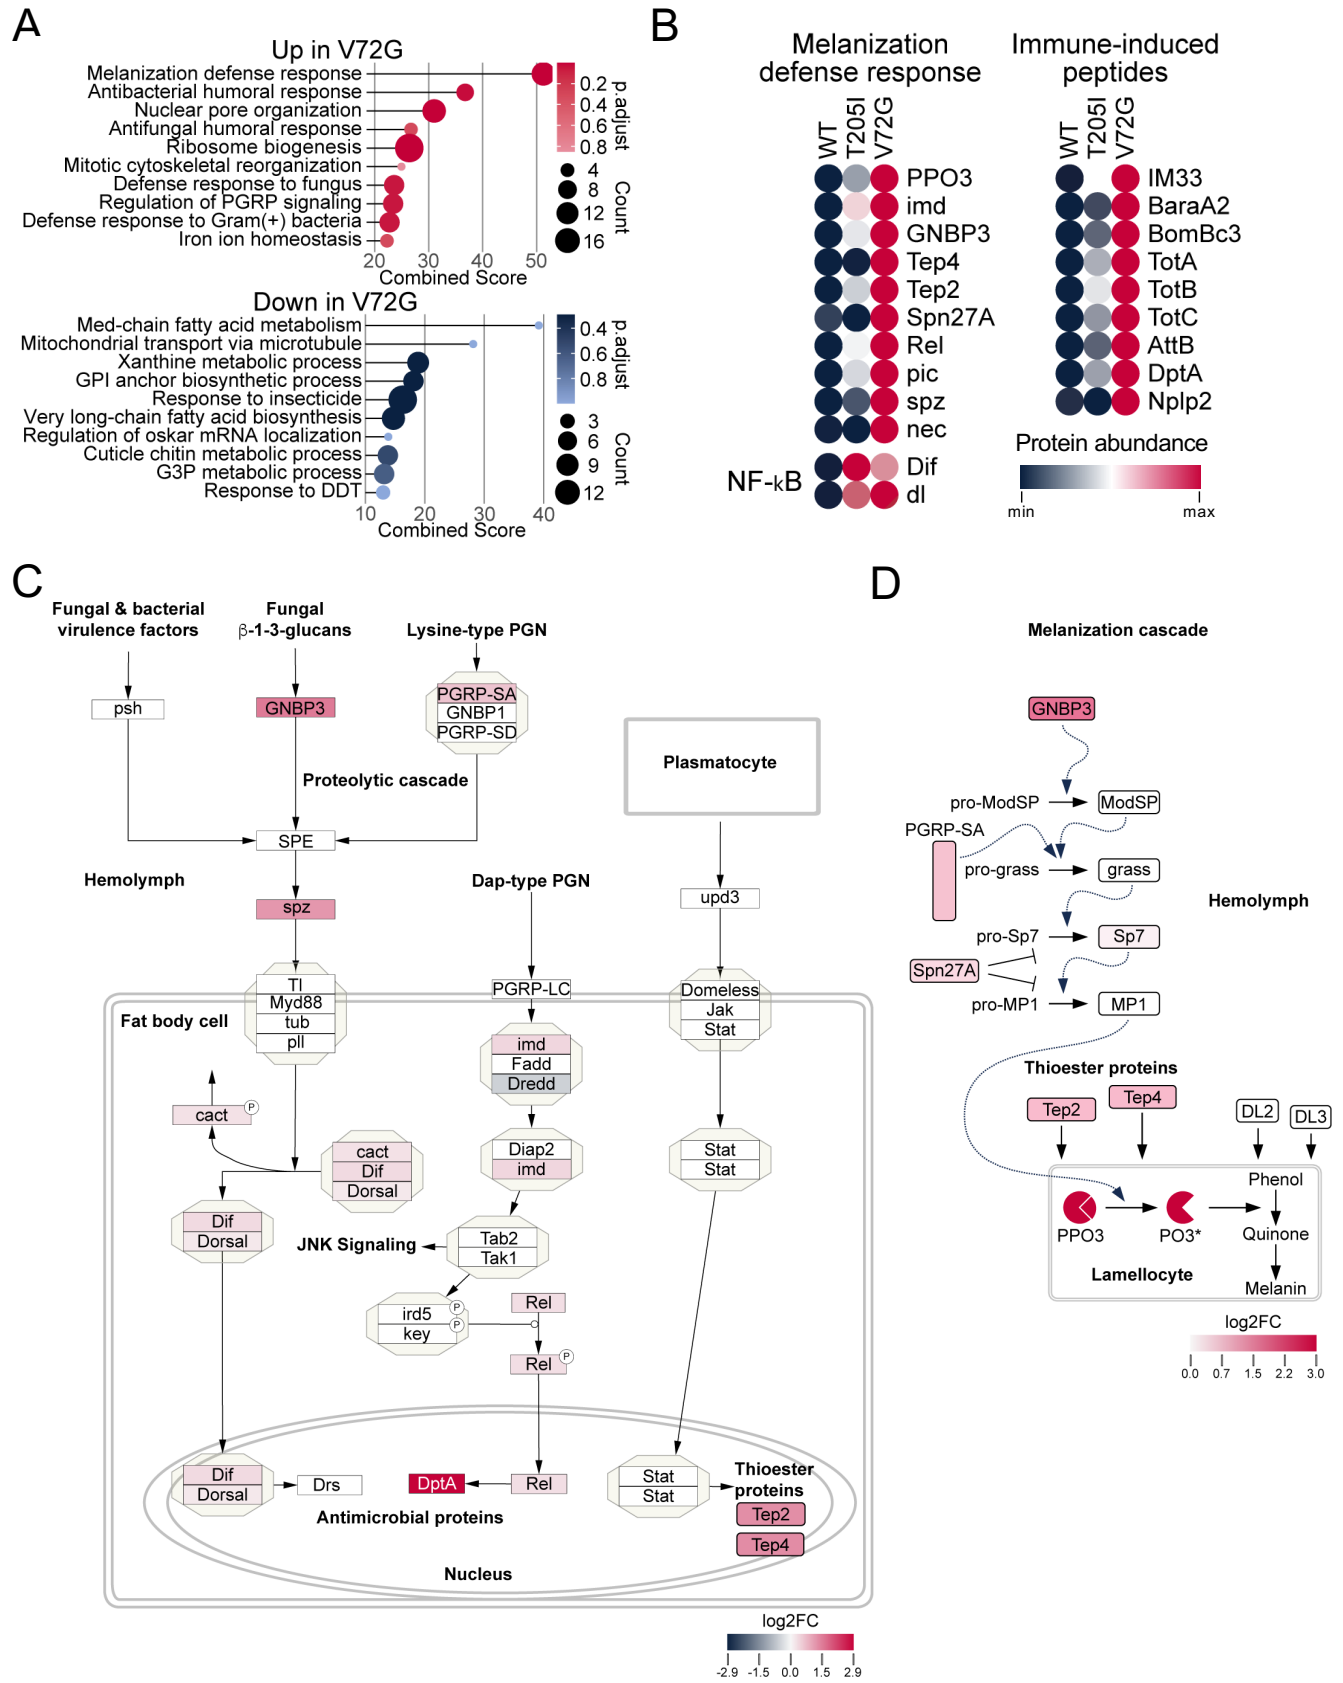 A
Up in V72G
Melanization defense response
Antibacterial humoral response
Nuclear pore organization
Antifungal humoral response
Ribosome biogenesis
Mitotic cytoskeletal reorganization
Defense response to fungus
Regulation of PGRP signaling
Defense response to Gram(+) bacteria
Iron ion homeostasis
20 30 40 50
Combined Score
0.2
0.4
0.6
0.8
p.adjust
4
8
12
16
Count
Down in V72G
Med-chain fatty acid metabolism
Mitochondrial transport via microtubule
Xanthine metabolic process
GPI anchor biosynthetic process
Response to insecticide
Very long-chain fatty acid biosynthesis
Regulation of oskar mRNA localization
Cuticle chitin metabolic process
G3P metabolic process
Response to DDT
10 20 30 40
Combined Score
0.4
0.6
0.8
p.adjust
3
6
9
12
Count
B
Melanization
defense response
WT
T205I
V72G
PPO3
imd
GNBP3
Tep4
Tep2
Spn27A
Rel
pic
spz
nec
NF-κB
Dif
dl
Immune-induced
peptides
WT
T205I
V72G
IM33
BaraA2
BomBc3
TotA
TotB
TotC
AttB
DptA
Nplp2
Protein abundance
min max
C
Fungal & bacterial
virulence factors
Fungal
β-1-3-glucans
Lysine-type PGN
psh
GNBP3
PGRP-SA
GNBP1
PGRP-SD
Proteolytic cascade
Plasmatocyte
SPE
Hemolymph
Dap-type PGN
spz
upd3
Tl
Myd88
tub
pll
PGRP-LC
Domeless
Jak
Stat
Fat body cell
imd
Fadd
Dredd
cact
P
cact
Dif
Dorsal
Diap2
imd
Stat
Stat
Dif
Dorsal
JNK Signaling
Tab2
Tak1
ird5
P
key
P
Rel
Rel
P
Dif
Dorsal
Drs
DptA
Rel
Antimicrobial proteins
Stat
Stat
Thioester
proteins
Tep2
Tep4
Nucleus
log2FC
-2.9 -1.5 0.0 1.5 2.9
D
Melanization cascade
GNBP3
pro-ModSP
ModSP
PGRP-SA
pro-grass
grass
Hemolymph
pro-Sp7
Sp7
Spn27A
pro-MP1
MP1
Thioester proteins
Tep2
Tep4
DL2
DL3
Phenol
PPO3
PO3*
Quinone
Lamellocyte
Melanin
log2FC
0.0 0.7 1.5 2.2 3.0